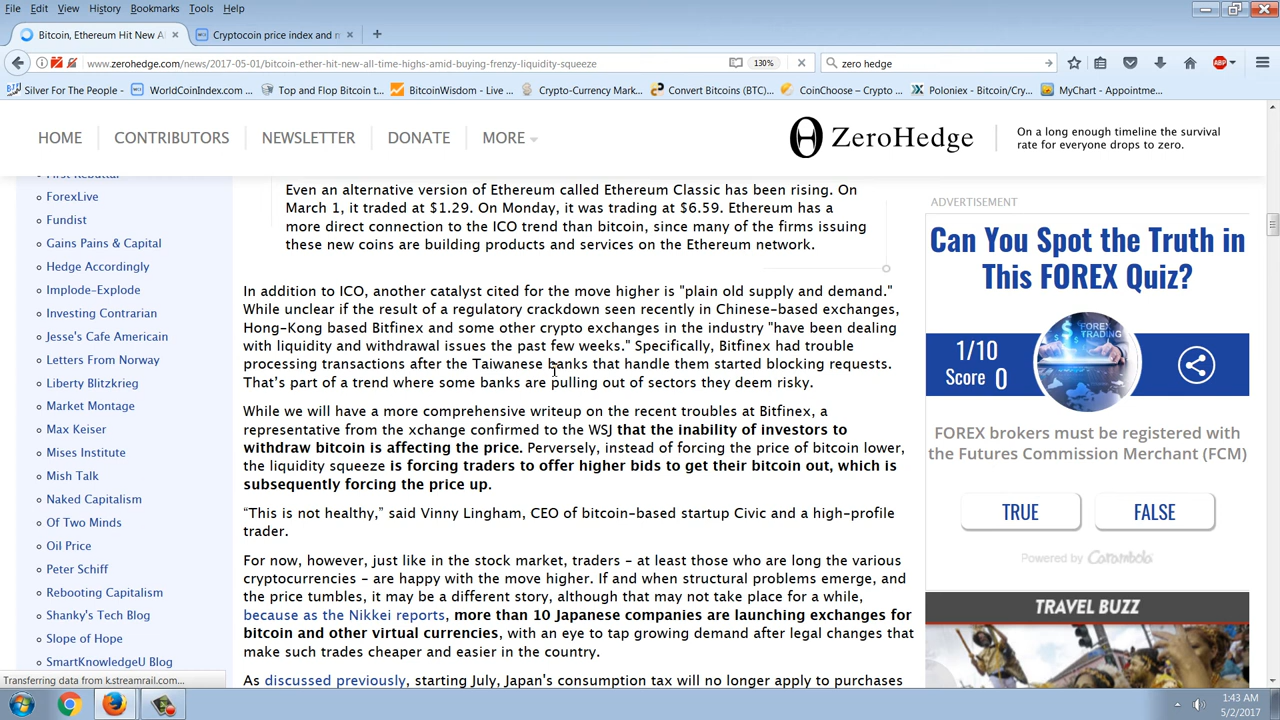 File Edit View History Bookmarks Tools Help
Bitcoin, Ethereum Hit New A
Cryptocoin price index and m
www.zerohedge.com/news/2017-05-01/bitcoin-ether-hit-new-all-time-highs-amid-buying-frenzy-liquidity-squeeze
130%
zero hedge
Silver For The People - ...
WorldCoinIndex.com ...
Top and Flop Bitcoin t...
BitcoinWisdom - Live ...
Crypto-Currency Mark...
Convert Bitcoins (BTC)...
CoinChoose – Crypto ...
Poloniex - Bitcoin/Cry...
MyChart - Appointme...
HOME
CONTRIBUTORS
NEWSLETTER
DONATE
MORE
ZeroHedge
On a long enough timeline the survival
rate for everyone drops to zero.
First Rebuttal
ForexLive
Fundist
Gains Pains & Capital
Hedge Accordingly
Implode-Explode
Investing Contrarian
Jesse's Cafe American
Letters From Norway
Liberty Blitzkrieg
Market Montage
Max Keiser
Mises Institute
Mish Talk
Naked Capitalism
Of Two Minds
Oil Price
Peter Schiff
Rebooting Capitalism
Shanky's Tech Blog
Slope of Hope
SmartKnowledgeU Blog
Even an alternative version of Ethereum called Ethereum Classic has been rising. On
March 1, it traded at $1.29. On Monday, it was trading at $6.59. Ethereum has a
more direct connection to the ICO trend than bitcoin, since many of the firms issuing
these new coins are building products and services on the Ethereum network.
In addition to ICO, another catalyst cited for the move higher is "plain old supply and demand."
While unclear if the result of a regulatory crackdown seen recently in Chinese-based exchanges,
Hong-Kong based Bitfinex and some other crypto exchanges in the industry "have been dealing
with liquidity and withdrawal issues the past few weeks." Specifically, Bitfinex had trouble
processing transactions after the Taiwanese banks that handle them started blocking requests.
That's part of a trend where some banks are pulling out of sectors they deem risky.
While we will have a more comprehensive writeup on the recent troubles at Bitfinex, a
representative from the xchange confirmed to the WSJ that the inability of investors to
withdraw bitcoin is affecting the price. Perversely, instead of forcing the price of bitcoin lower,
the liquidity squeeze is forcing traders to offer higher bids to get their bitcoin out, which is
subsequently forcing the price up.
“This is not healthy,” said Vinny Lingham, CEO of bitcoin-based startup Civic and a high-profile
trader.
For now, however, just like in the stock market, traders – at least those who are long the various
cryptocurrencies – are happy with the move higher. If and when structural problems emerge, and
the price tumbles, it may be a different story, although that may not take place for a while,
because as the Nikkei reports, more than 10 Japanese companies are launching exchanges for
bitcoin and other virtual currencies, with an eye to tap growing demand after legal changes that
make such trades cheaper and easier in the country.
As discussed previously, starting July, Japan's consumption tax will no longer apply to purchases
ADVERTISEMENT
Can You Spot the Truth in
This FOREX Quiz?
1/10
Score 0
FOREX TRADING
FOREX brokers must be registered with
the Futures Commission Merchant (FCM)
TRUE
FALSE
Powered by Carambola
TRAVEL BUZZ
Transferring data from k.streamrail.com...
1:43 AM
5/2/2017